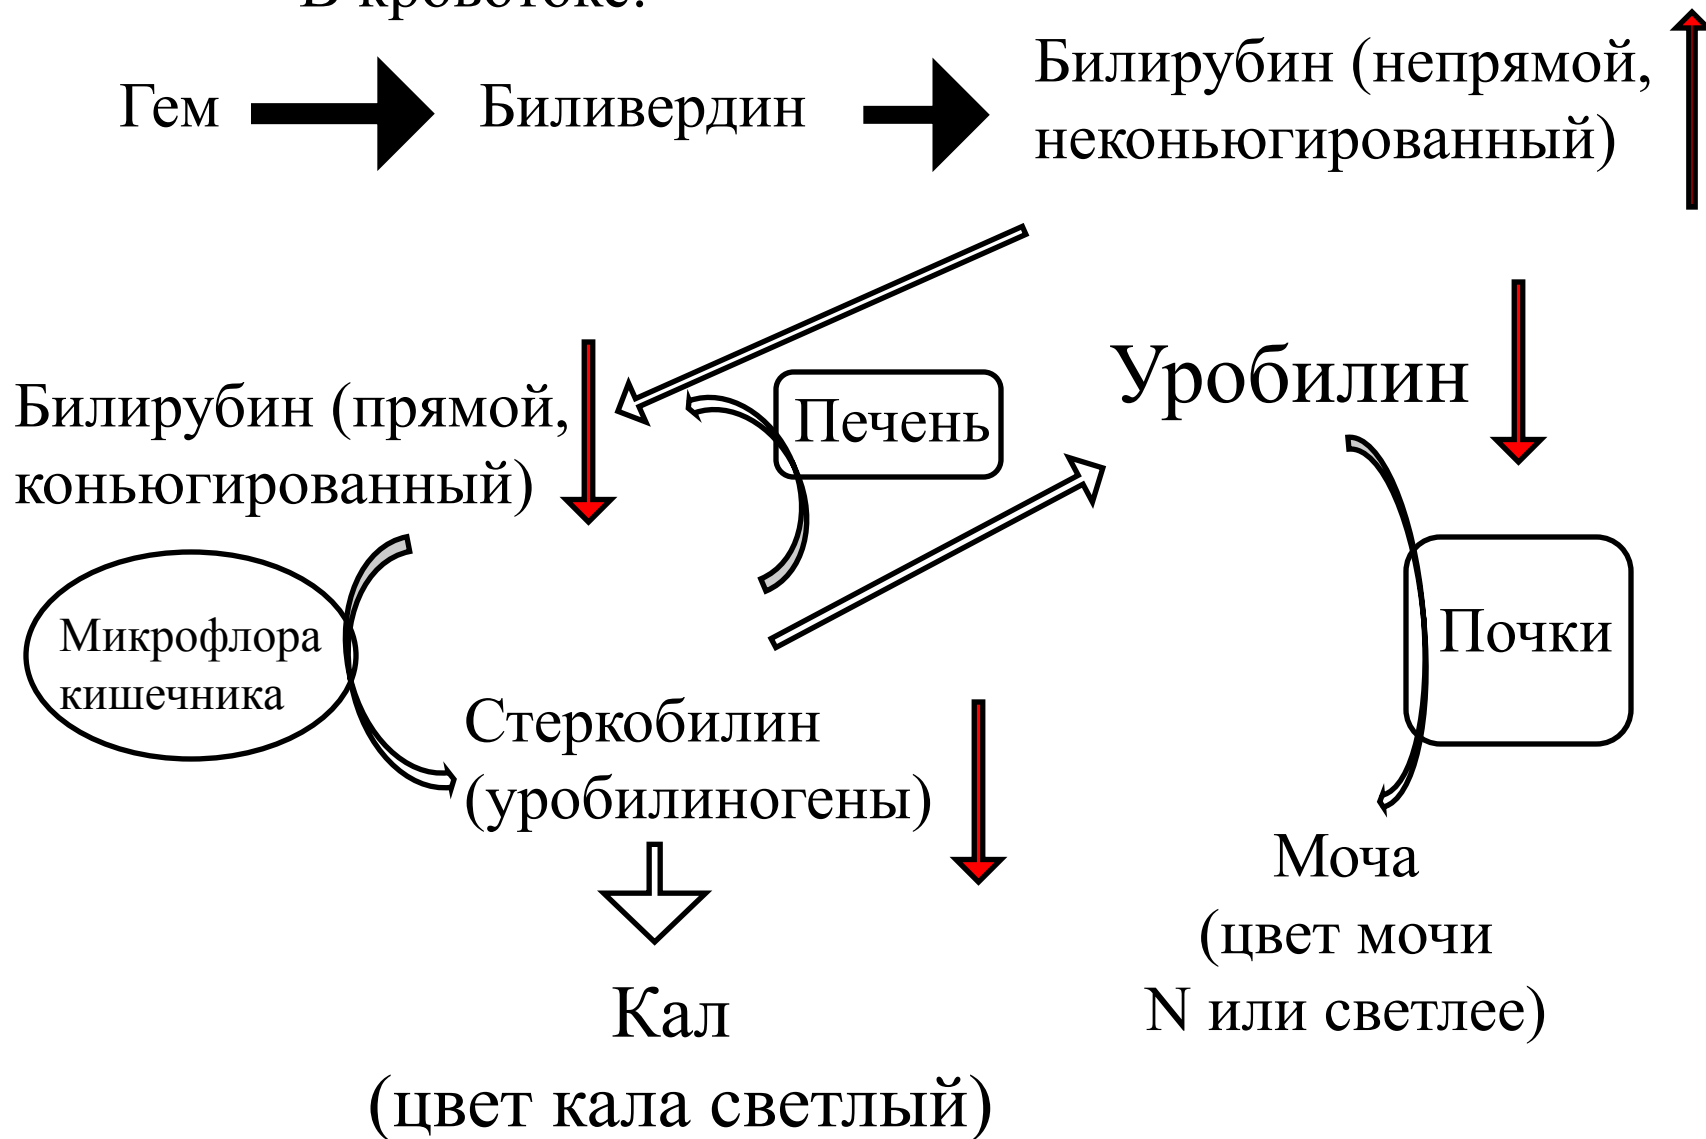 В кровотоке:
Гем
Биливердин
Билирубин (непрямой,
неконьюгированный)
Билирубин (прямой,
коньюгированный)
Печень
Уробилин
Микрофлора
кишечника
Почки
Стеркобилин
(уробилиногены)
Моча
(цвет мочи
N или светлее)
Кал
(цвет кала светлый)